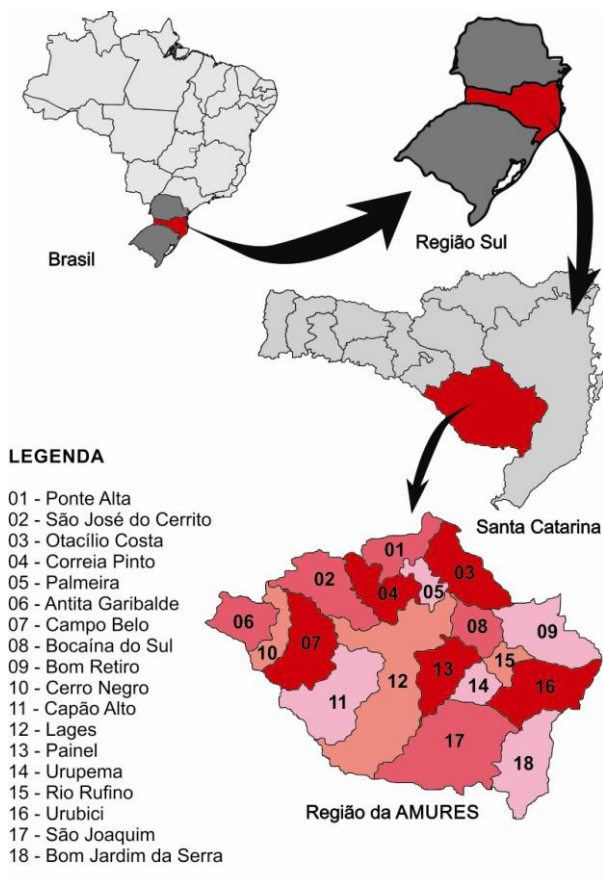 Brasil
Região Sul
Santa Catarina
LEGENDA
01 - Ponte Alta
02 - São José do Cerrito
03 - Otacílio Costa
04 - Correia Pinto
05 - Palmeira
06 - Antita Garibalde
07 - Campo Belo
08 - Bocaína do Sul
09 - Bom Retiro
10 - Cerro Negro
11 - Capão Alto
12 - Lages
13 - Painel
14 - Urupema
15 - Rio Rufino
16 - Urubici
17 - São Joaquim
18 - Bom Jardim da Serra
01
02
03
04
05
06
07
08
09
10
11
12
13
14
15
16
17
18
Região da AMURES